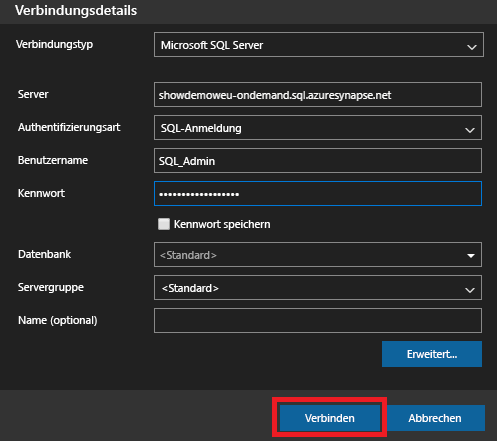 Verbindungsdetails
Verbindungstyp Microsoft SQL Server
Server showdemoweu-ondemand.sql.azuresynapse.net
Authentifizierungsart SQL-Anmeldung
Benutzername SQL_Admin
Kennwort ••••••••••••••••••
Kennwort speichern
Datenbank <Standard>
Servergruppe <Standard>
Name (optional)
Erweitert...
Verbinden Abbrechen